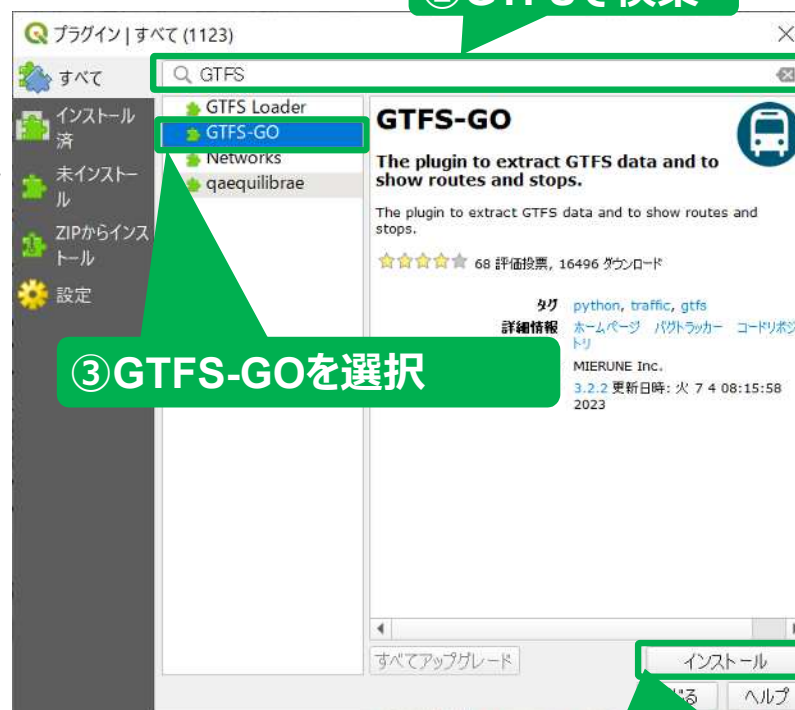 ②GTFSで検索
プラグイン | すべて (1123)
すべて
GTFS
インストール
済
未インストー
ル
ZIPからインス
トール
設定
GTFS Loader
GTFS-GO
Networks
qaequilibrae
GTFS-GO
The plugin to extract GTFS data and to
show routes and stops.
The plugin to extract GTFS data and to show routes and
stops.
68 評価投票, 16496 ダウンロード
タグ python, traffic, gtfs
詳細情報 ホームページ バグトラッカー コードリポジ
トリ
MIERUNE Inc.
3.2.2 更新日時: 火 7 4 08:15:58
2023
③GTFS-GOを選択
すべてアップグレード
インストール
ヘルプ